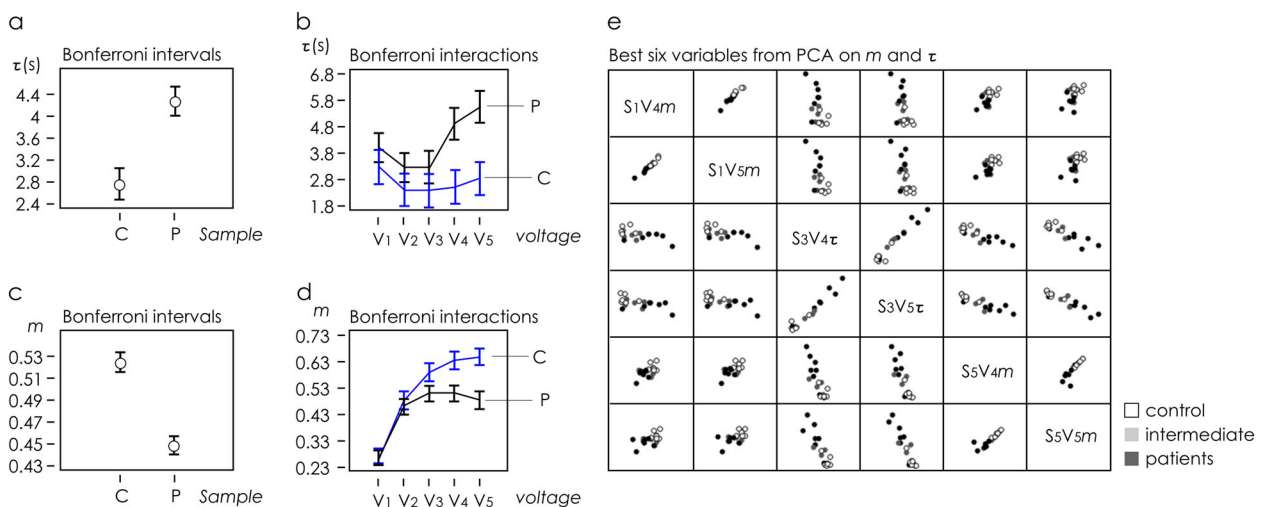 a
Bonferroni intervals
τ(s)
4.4
4
3.6
3.2
2.8
2.4
C P Sample
b
τ(s)
Bonferroni interactions
6.8
5.8
4.8
3.8
2.8
1.8
P
C
V1 V2 V3 V4 V5 voltage
c
m
Bonferroni intervals
0.53
0.51
0.49
0.47
0.45
0.43
C P Sample
d
m
Bonferroni interactions
0.73
0.63
0.53
0.43
0.33
0.23
C
P
V1 V2 V3 V4 V5 voltage
e
Best six variables from PCA on m and τ
S1V4m
S1V5m
S3V4τ
S3V5τ
S5V4m
S5V5m
control
intermediate
patients